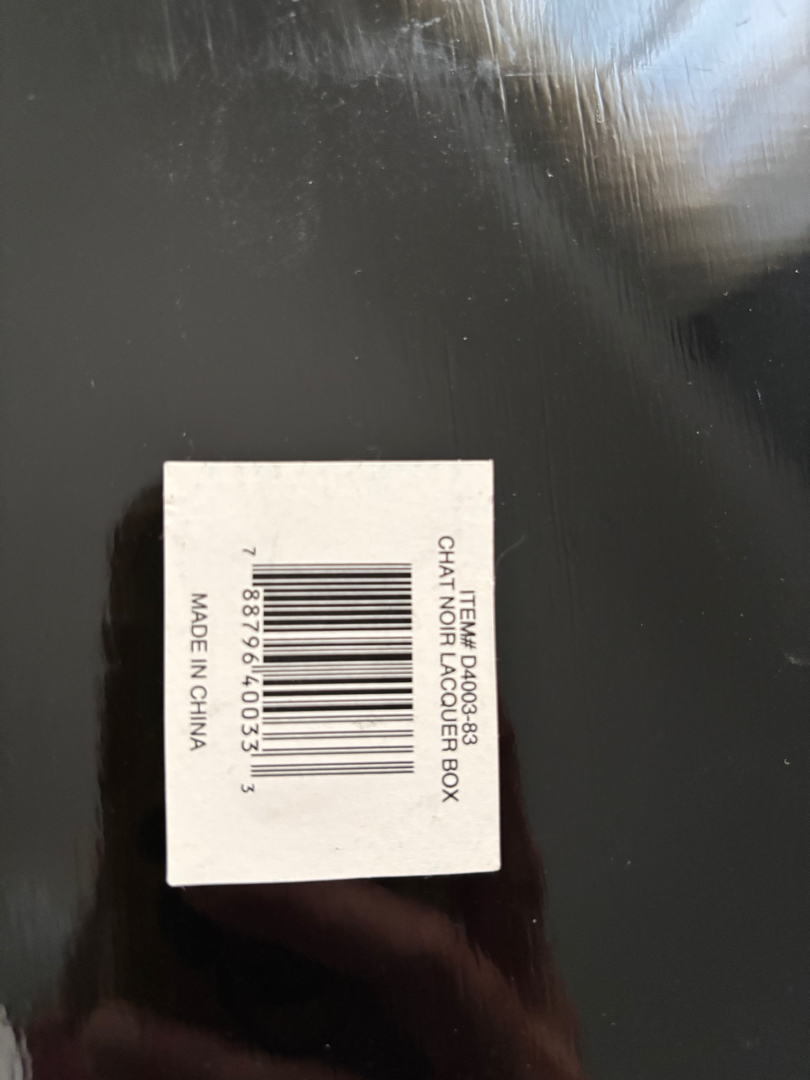 ITEM# D4003-83
CHAT NOIR LACQUER BOX
7 88796 40033 3
MADE IN CHINA